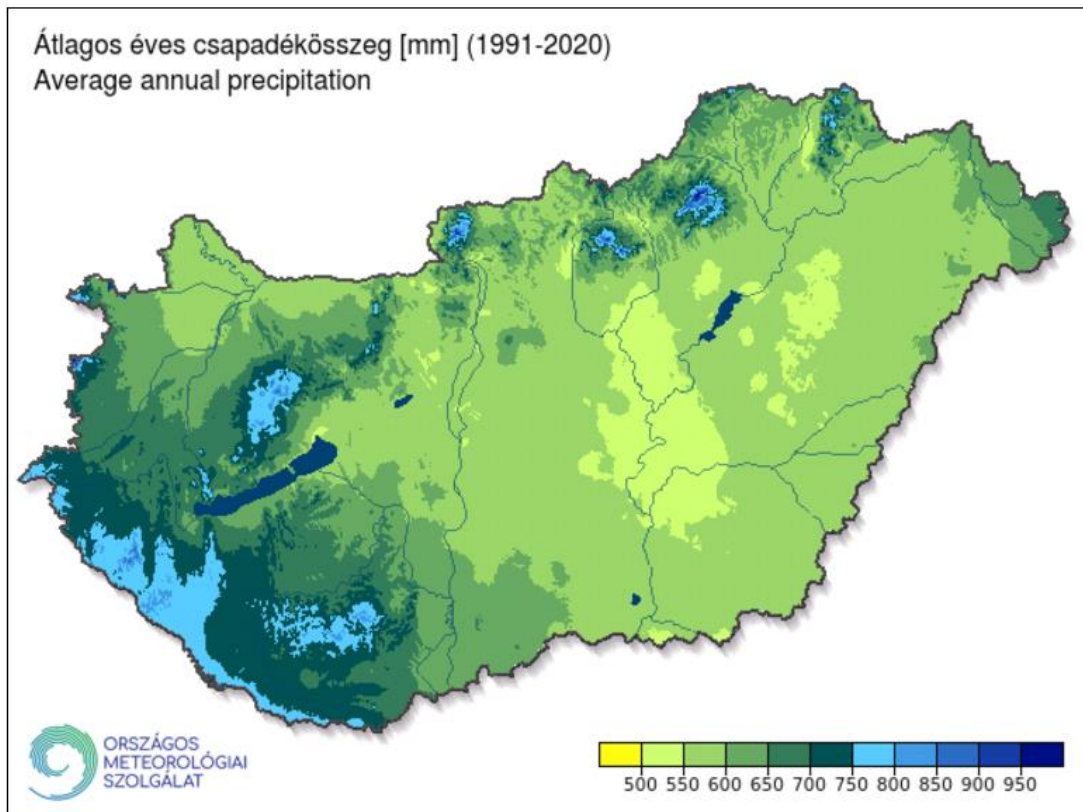 Átlagos éves csapadékösszeg [mm] (1991-2020)
Average annual precipitation
ORSZÁGOS
METEOROLÓGIAI
SZOLGÁLAT
500 550 600 650 700 750 800 850 900 950